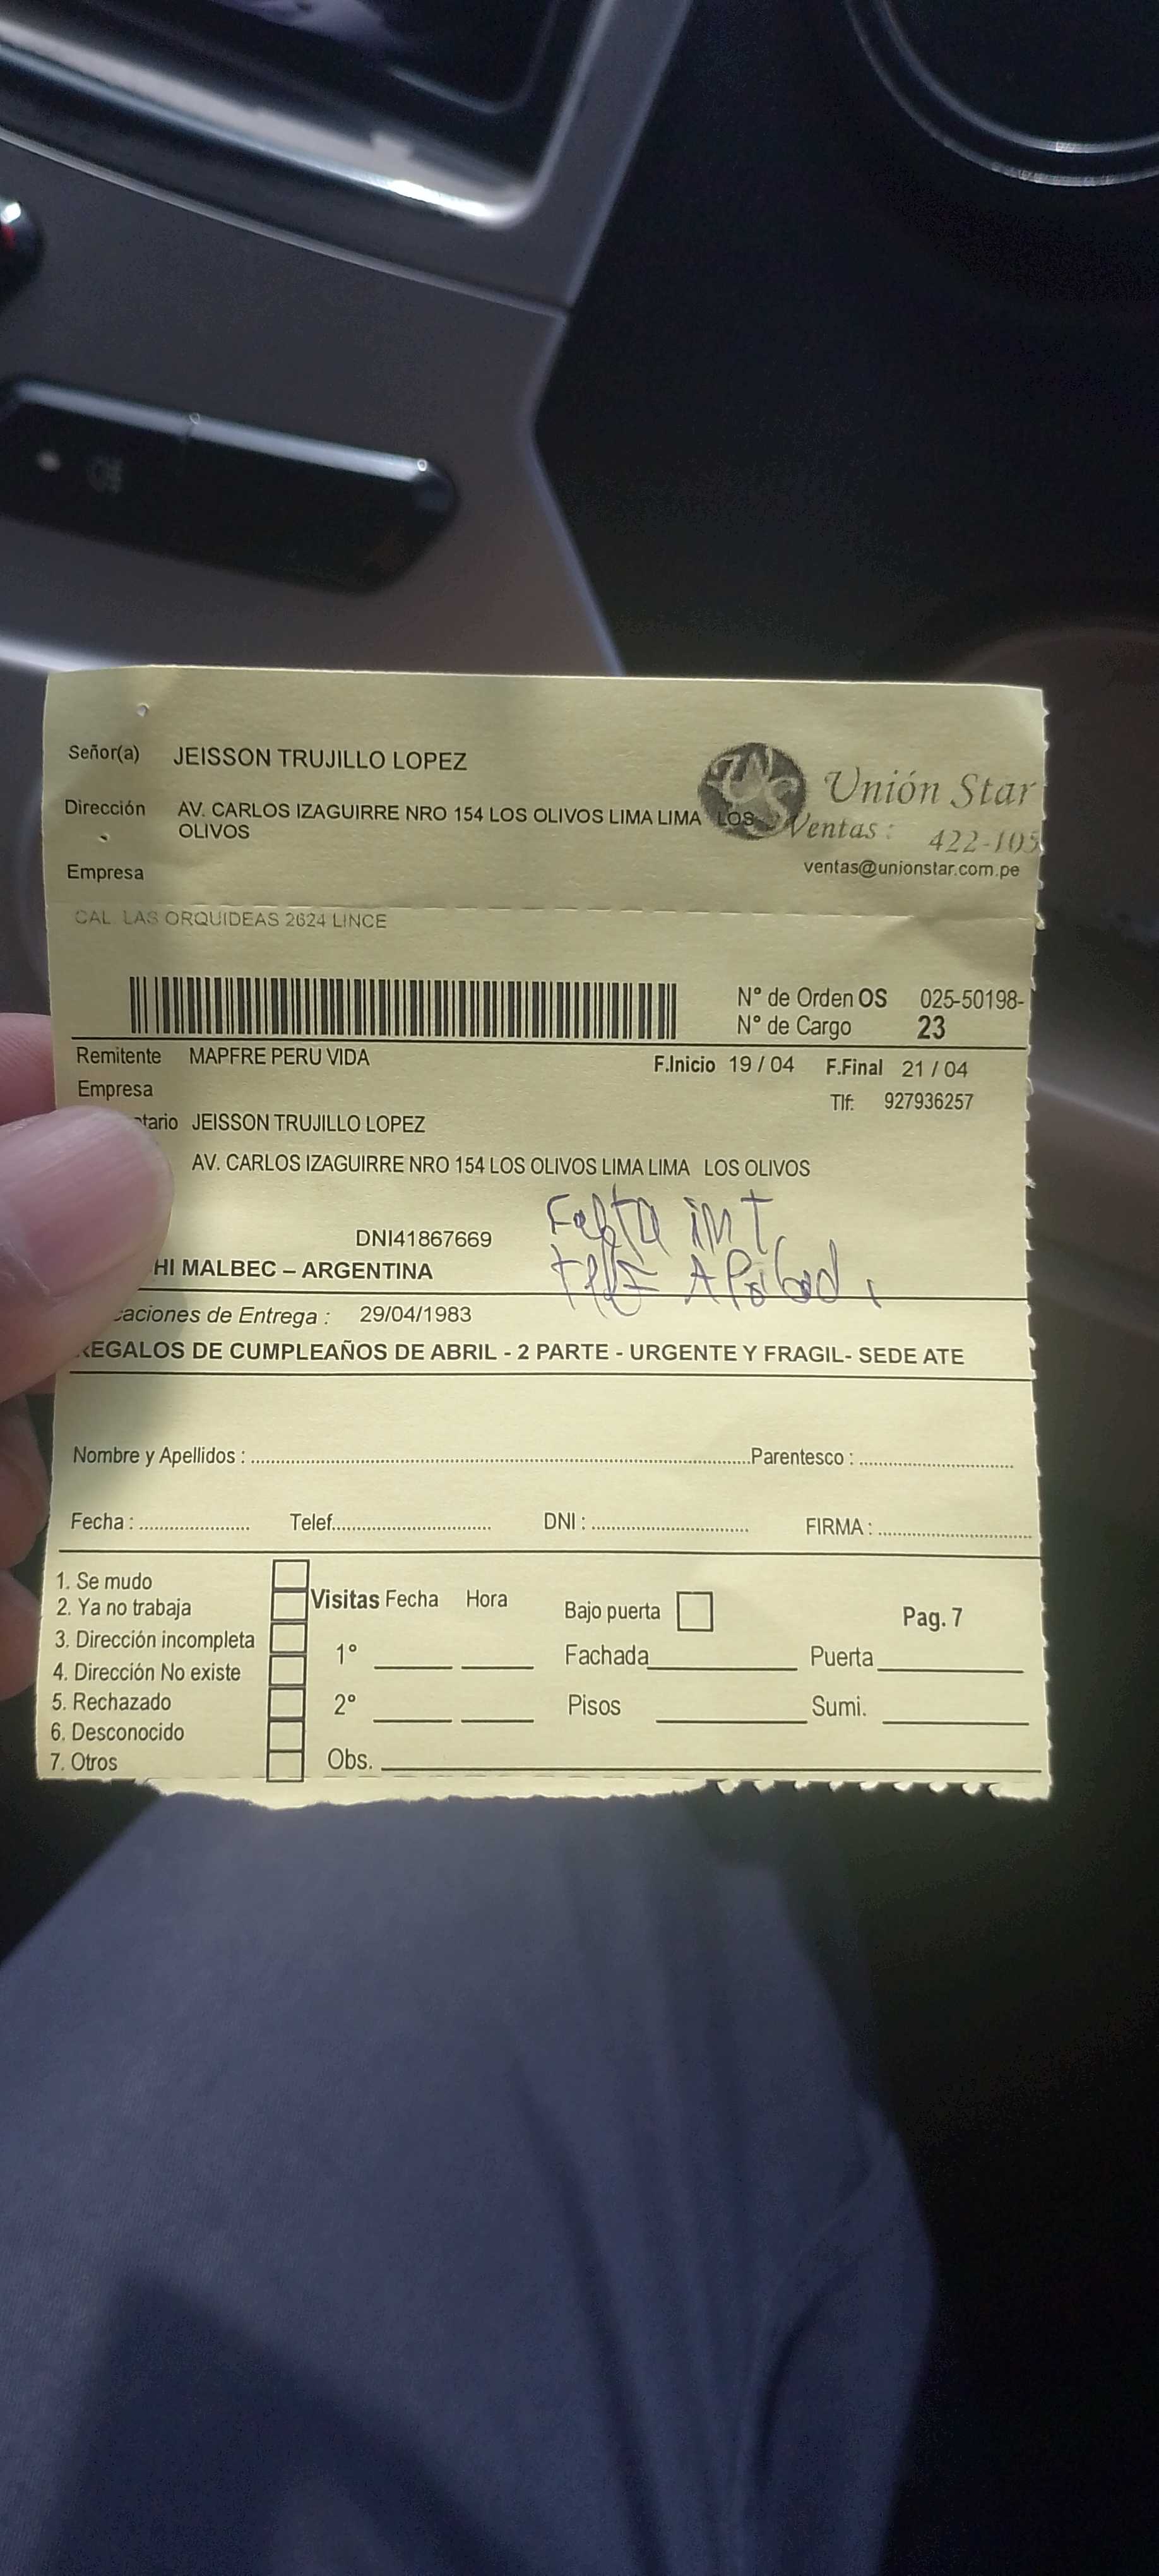 Señor(a) JEISSON TRUJILLO LOPEZ
Dirección AV. CARLOS IZAGUIRRE NRO 154 LOS OLIVOS LIMA LIMA LOS
OLIVOS
Unión Star
Ventas : 422-105
ventas@unionstar.com.pe
Empresa
CAL. LAS ORQUIDEAS 2624 LINCE
N° de Orden OS 025-50198-
N° de Cargo 23
Remitente MAPFRE PERU VIDA F.Inicio 19 / 04 F.Final 21 / 04
Empresa Tlf: 927936257
tario JEISSON TRUJILLO LOPEZ
AV. CARLOS IZAGUIRRE NRO 154 LOS OLIVOS LIMA LIMA LOS OLIVOS
Falta int
telf Apagad
DNI41867669
HI MALBEC – ARGENTINA
caciones de Entrega : 29/04/1983
REGALOS DE CUMPLEAÑOS DE ABRIL - 2 PARTE - URGENTE Y FRAGIL- SEDE ATE
Nombre y Apellidos : Parentesco :
Fecha : Telef. DNI : FIRMA :
1. Se mudo
2. Ya no trabaja
3. Dirección incompleta
4. Dirección No existe
5. Rechazado
6. Desconocido
7. Otros
Visitas Fecha Hora
1°
2°
Obs.
Bajo puerta Pag. 7
Fachada Puerta
Pisos Sumi.